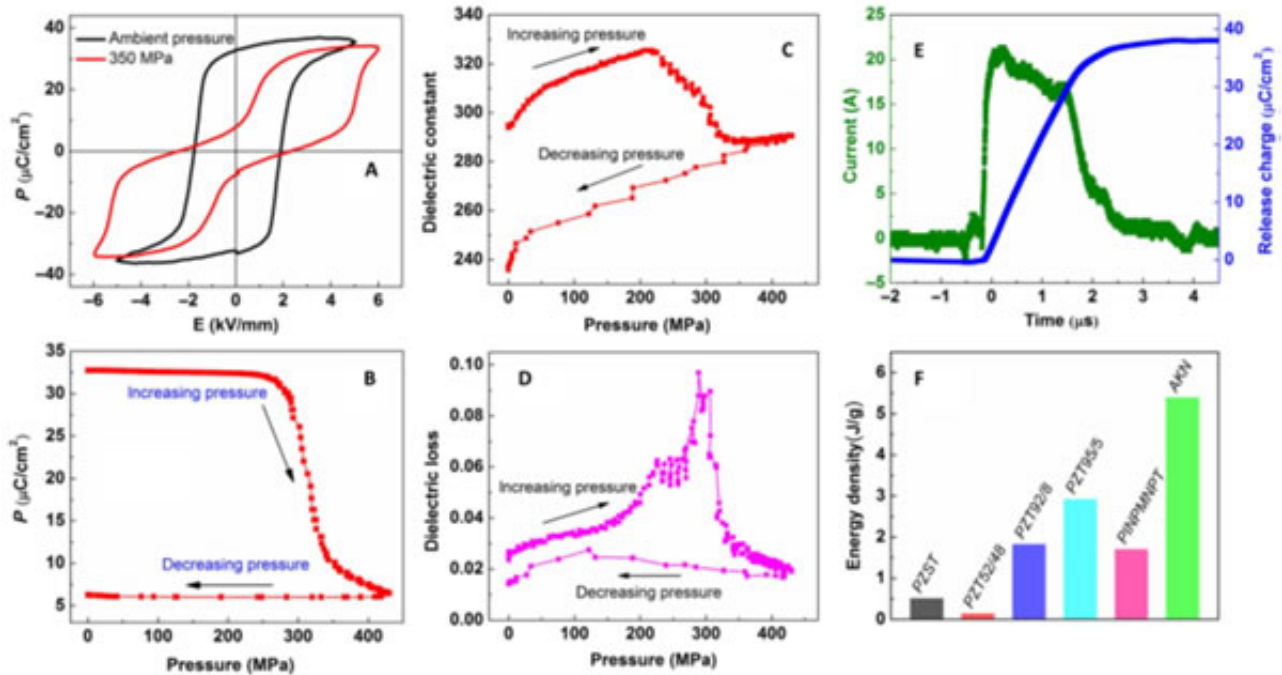 A
Ambient pressure
350 MPa
P (μC/cm²)
40
20
0
−20
−40
−6 −4 −2 0 2 4 6
E (kV/mm)
C
Increasing pressure
Decreasing pressure
Dielectric constant
340
320
300
280
260
240
0 100 200 300 400
Pressure (MPa)
E
Current (A)
25
20
15
10
5
0
−5
Release charge (μC/cm²)
40
30
20
10
0
−2 −1 0 1 2 3 4
Time (μs)
B
Increasing pressure
Decreasing pressure
P (μC/cm²)
35
30
25
20
15
10
5
0 100 200 300 400
Pressure (MPa)
D
Increasing pressure
Decreasing pressure
Dielectric loss
0.10
0.08
0.06
0.04
0.02
0.00
0 100 200 300 400
Pressure (MPa)
F
Energy density(J/g)
6
5
4
3
2
1
0
PZST
PZT52/48
PZT92/8
PZT95/5
PINPMNPT
AKN